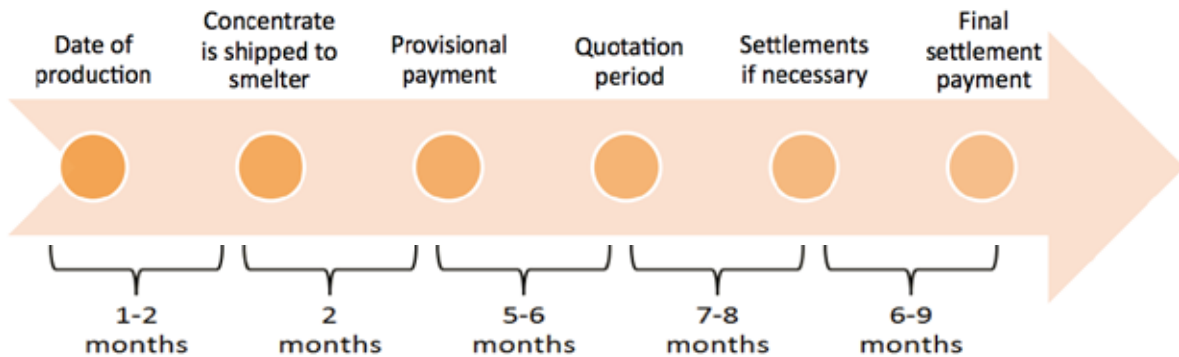 Date of
production
Concentrate
is shipped to
smelter
Provisional
payment
Quotation
period
Settlements
if necessary
Final
settlement
payment
1-2
months
2
months
5-6
months
7-8
months
6-9
months